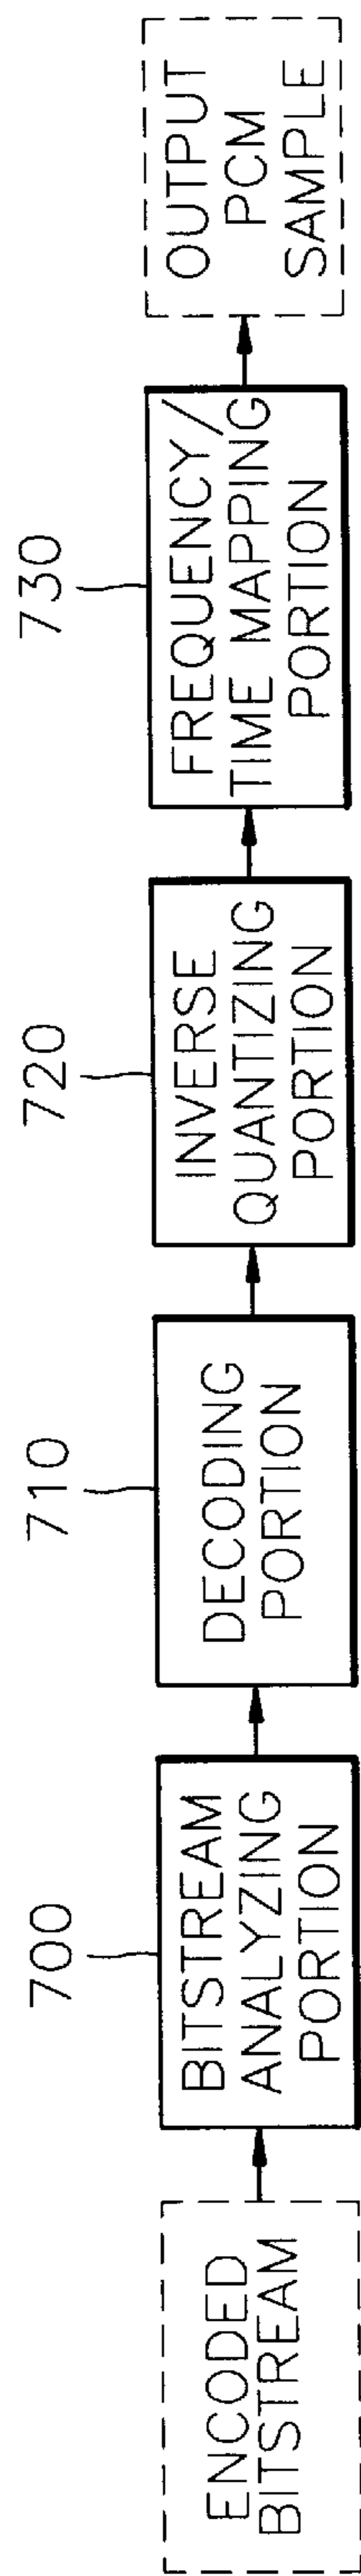 ENCODED
BITSTREAM
700
BITSTREAM
ANALYZING
PORTION
710
DECODING
PORTION
720
INVERSE
QUANTIZING
PORTION
730
FREQUENCY/
TIME MAPPING
PORTION
OUTPUT
PCM
SAMPLE